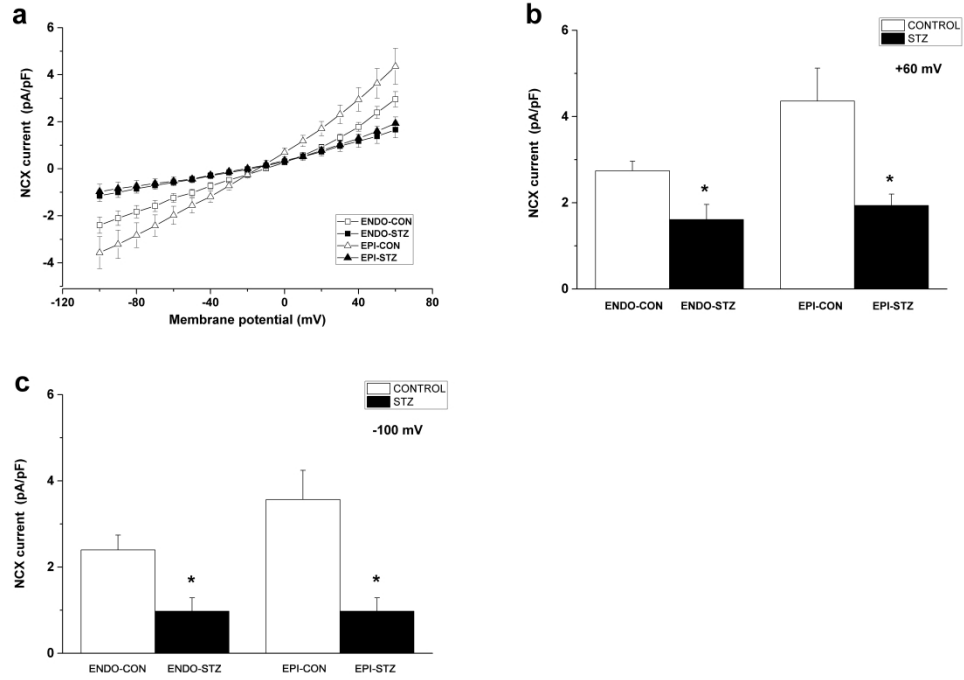 a
NCX current (pA/pF)
6
4
2
0
-2
-4
-120
-80
-40
0
40
80
Membrane potential (mV)
ENDO-CON
ENDO-STZ
EPI-CON
EPI-STZ
b
NCX current (pA/pF)
6
4
2
0
CONTROL
STZ
+60 mV
*
*
ENDO-CON
ENDO-STZ
EPI-CON
EPI-STZ
c
NCX current (pA/pF)
6
4
2
0
CONTROL
STZ
-100 mV
*
*
ENDO-CON
ENDO-STZ
EPI-CON
EPI-STZ